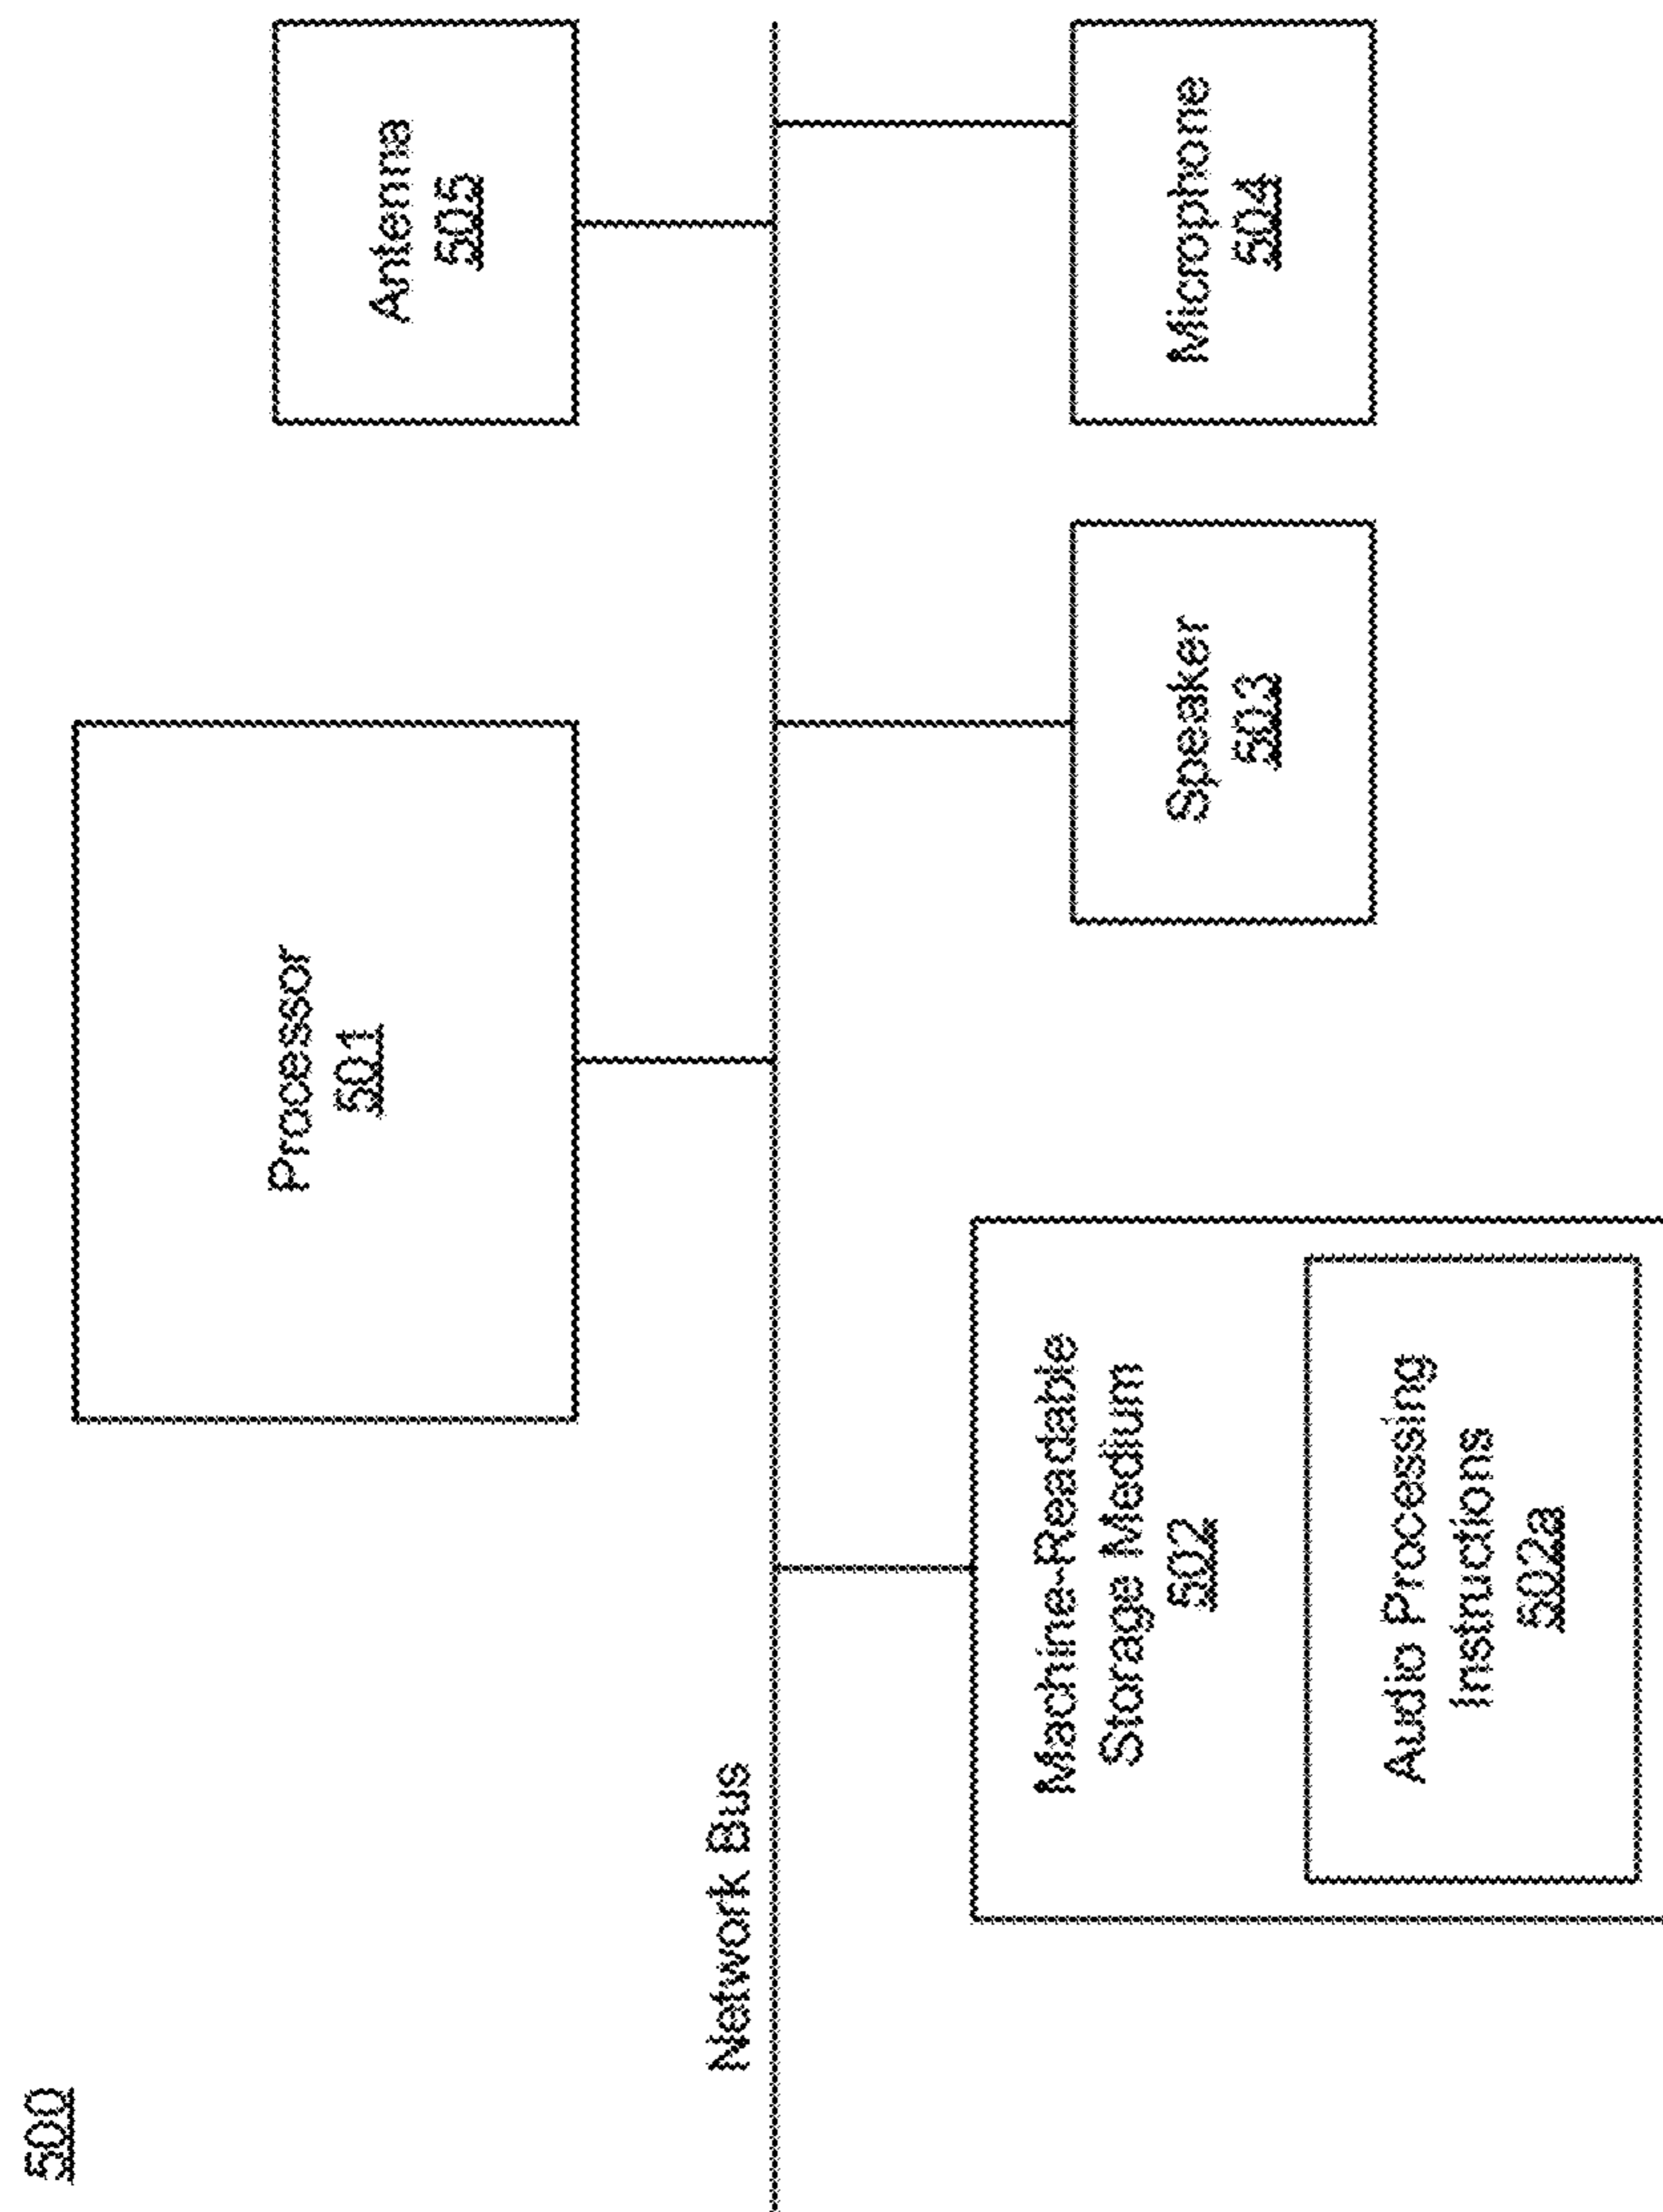 500
Processor
501
Antenna
505
Network Bus
Machine-Readable
Storage Medium
502
Audio Processing
Instructions
502a
Speaker
503
Microphone
504